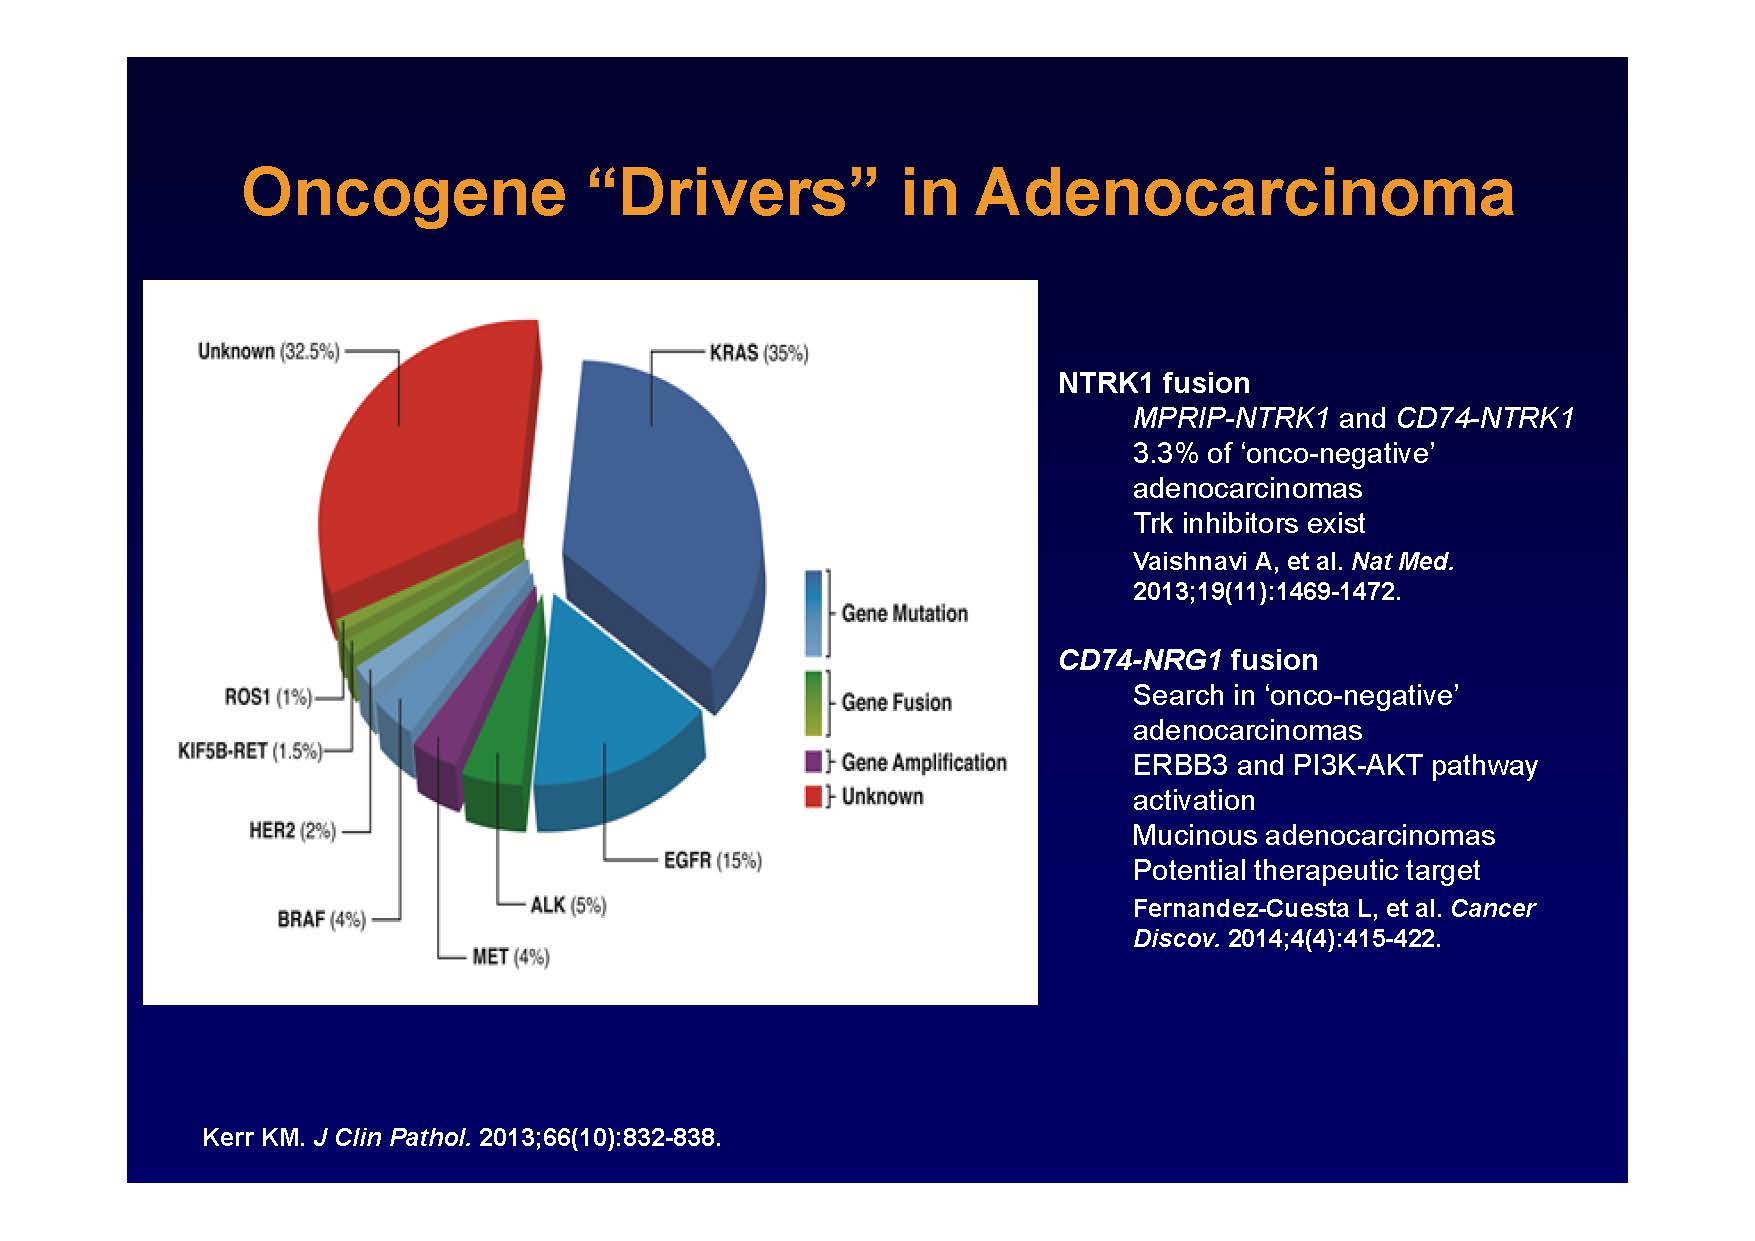 Oncogene “Drivers” in Adenocarcinoma
Unknown (32.5%)
KRAS (35%)
ROS1 (1%)
KIF5B-RET (1.5%)
HER2 (2%)
BRAF (4%)
MET (4%)
ALK (5%)
EGFR (15%)
Gene Mutation
Gene Fusion
Gene Amplification
Unknown
NTRK1 fusion
MPRIP-NTRK1 and CD74-NTRK1
3.3% of ‘onco-negative’
adenocarcinomas
Trk inhibitors exist
Vaishnavi A, et al. Nat Med.
2013;19(11):1469-1472.
CD74-NRG1 fusion
Search in ‘onco-negative’
adenocarcinomas
ERBB3 and PI3K-AKT pathway
activation
Mucinous adenocarcinomas
Potential therapeutic target
Fernandez-Cuesta L, et al. Cancer
Discov. 2014;4(4):415-422.
Kerr KM. J Clin Pathol. 2013;66(10):832-838.